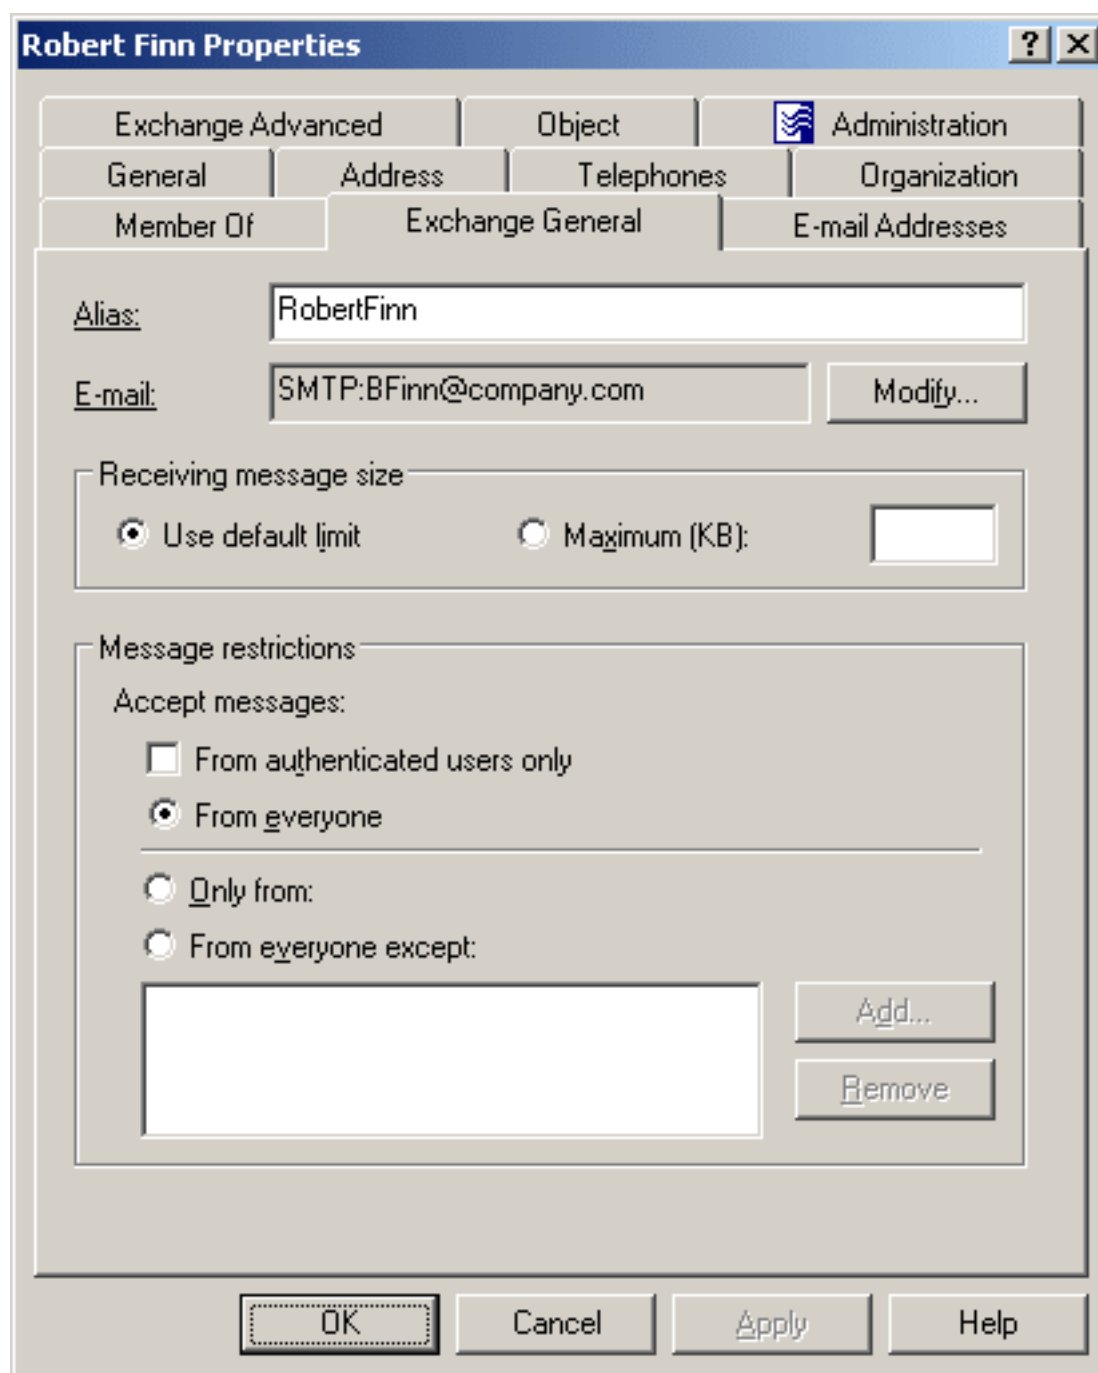 Robert Finn Properties
Exchange Advanced Object Administration
General Address Telephones Organization
Member Of Exchange General E-mail Addresses
Alias: RobertFinn
E-mail: SMTP:BFinn@company.com Modify...
Receiving message size
Use default limit Maximum (KB):
Message restrictions
Accept messages:
From authenticated users only
From everyone
Only from:
From everyone except:
Add...
Remove
OK Cancel Apply Help